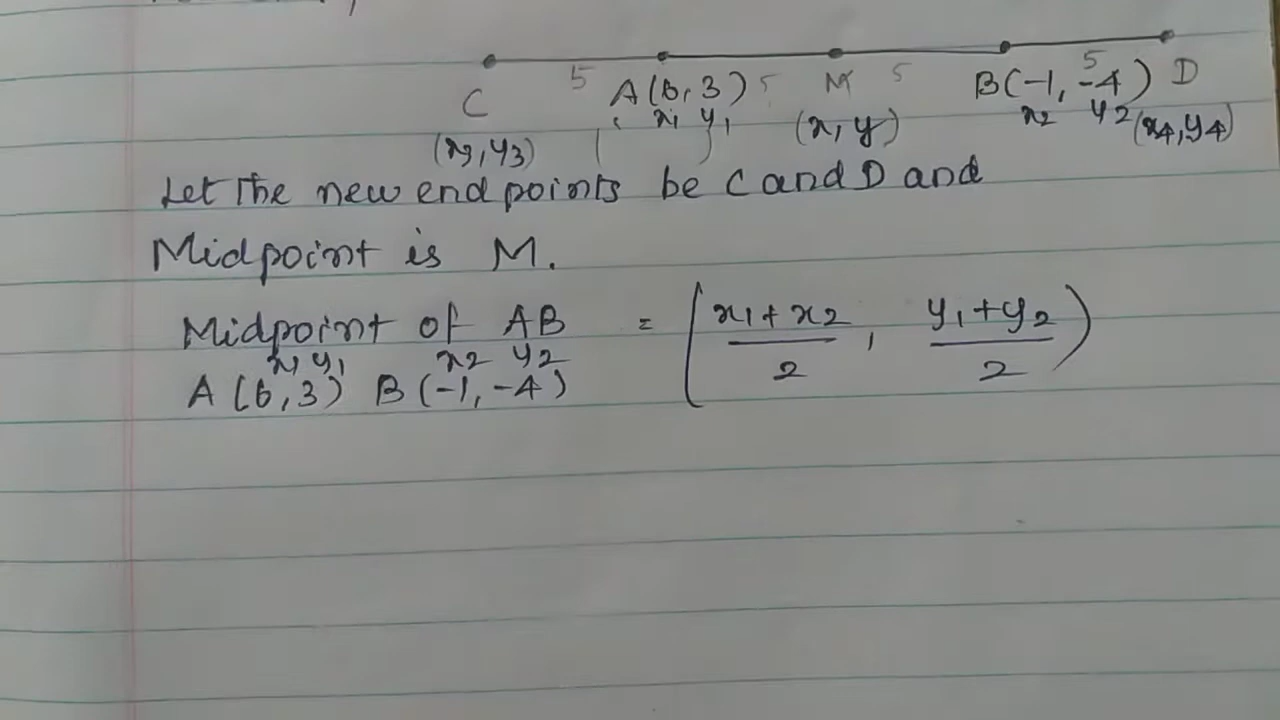 5 5 5 5
C A(6,3) M B(-1,-4) D
(x3,y3) x1 y1 (x,y) x2 y2 (x4,y4)
Let the new end points be C and D and
Midpoint is M.
Midpoint of AB = (x1+x2/2, y1+y2/2)
x1 y1 x2 y2
A(6,3) B(-1,-4)